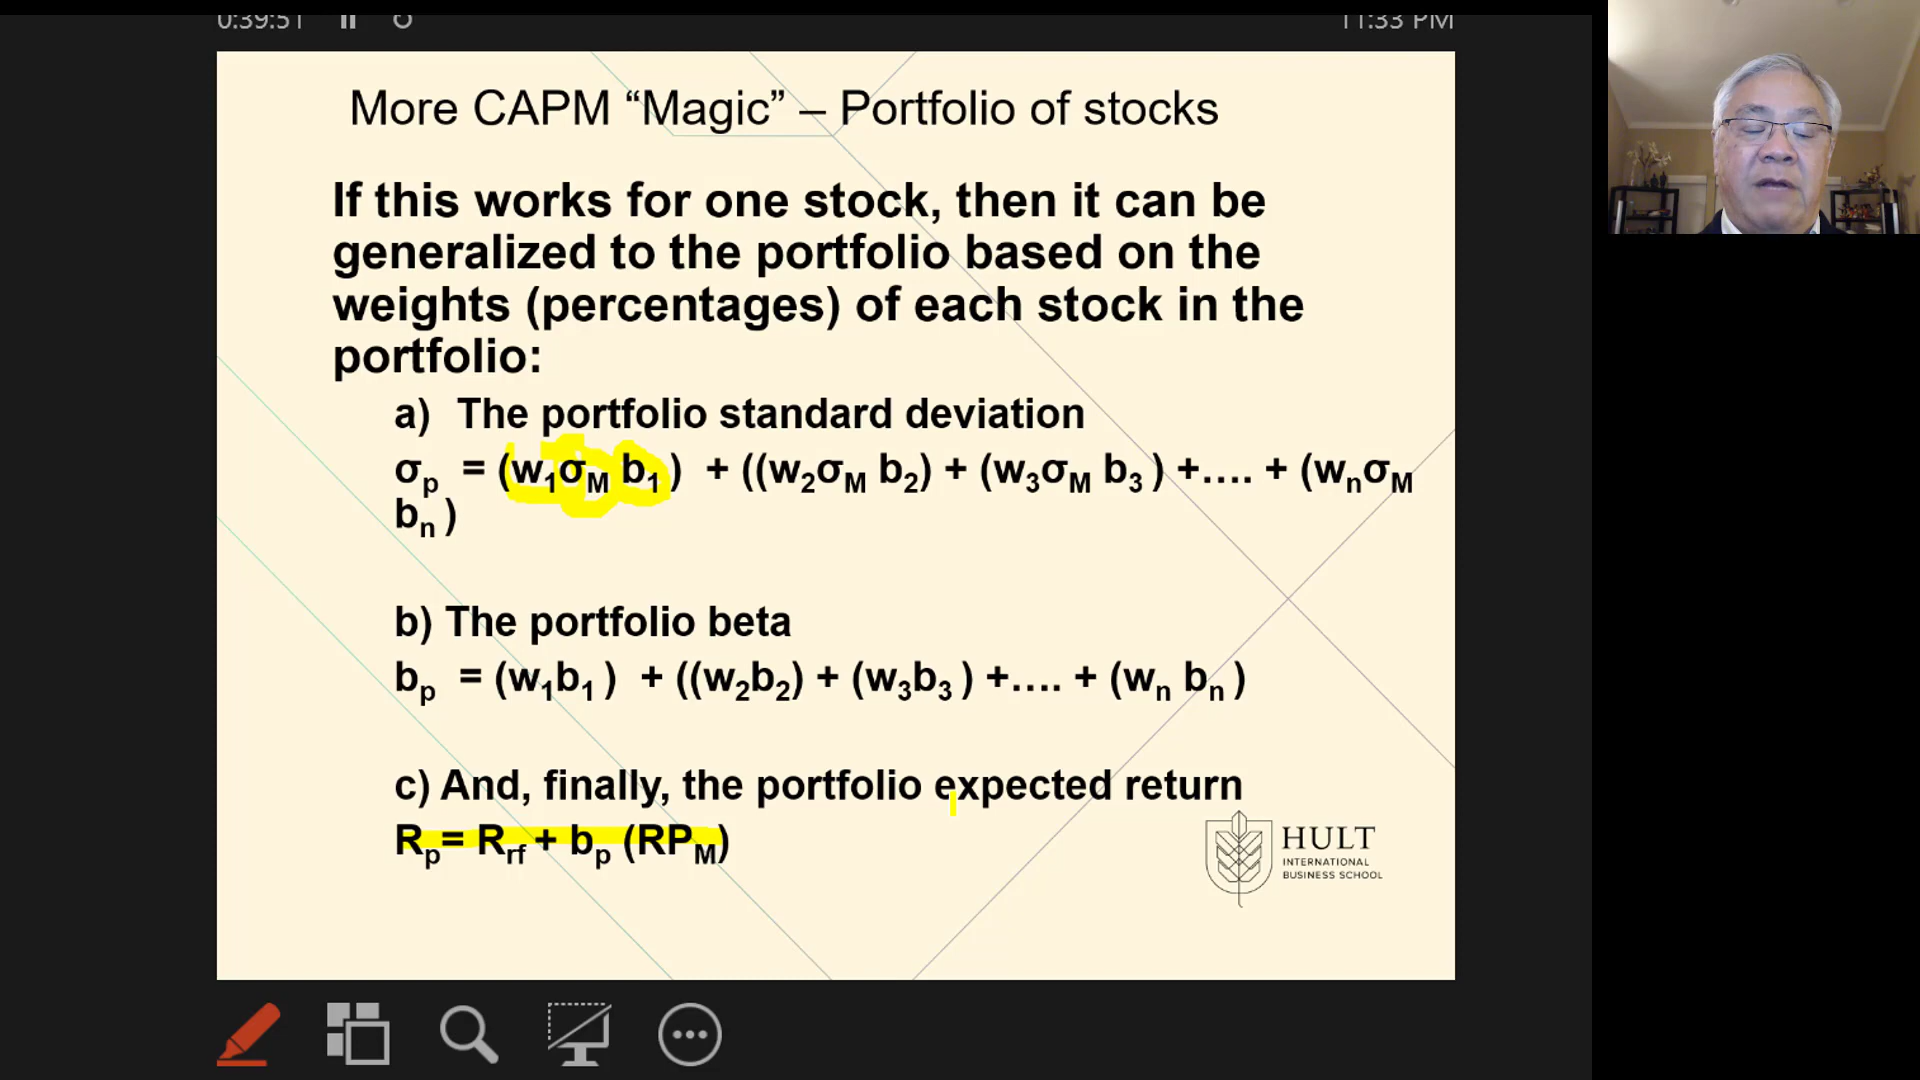 0:39:51 11:33 PM
More CAPM “Magic” – Portfolio of stocks
If this works for one stock, then it can be
generalized to the portfolio based on the
weights (percentages) of each stock in the
portfolio:
a) The portfolio standard deviation
σp = (w1σM b1) + ((w2σM b2) + (w3σM b3 ) +.... + (wnσM
bn )
b) The portfolio beta
bp = (w1b1 ) + ((w2b2) + (w3b3 ) +.... + (wn bn )
c) And, finally, the portfolio expected return
Rp= Rrf + bp (RPM)
HULT
INTERNATIONAL
BUSINESS SCHOOL